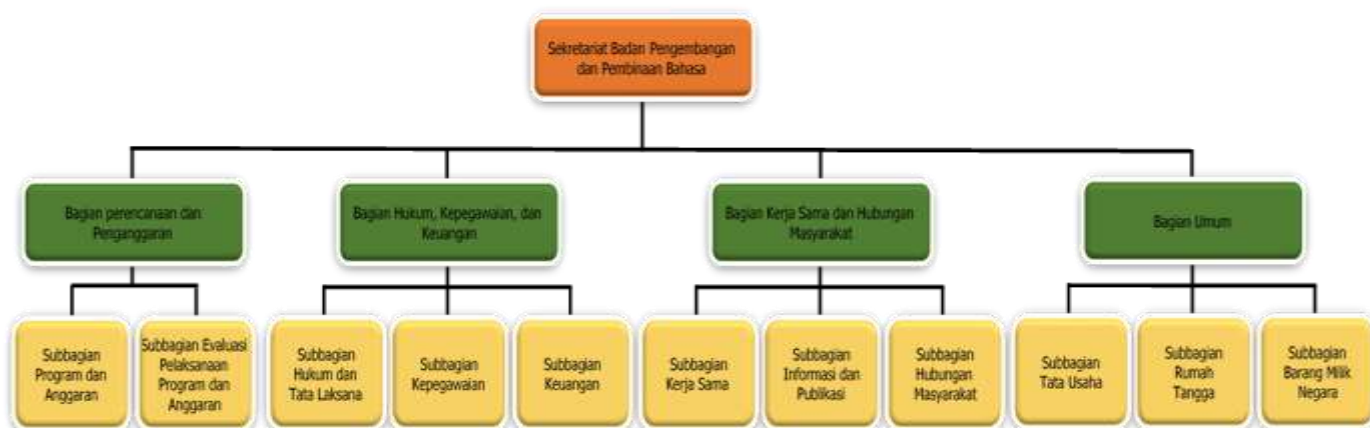 Sekretariat Badan Pengembangan
dan Pembinaan Bahasa
Bagian perencanaan dan
Penganggaran
Bagian Hukum, Kepegawaian, dan
Keuangan
Bagian Kerja Sama dan Hubungan
Masyarakat
Bagian Umum
Subbagian
Program dan
Anggaran
Subbagian Evaluasi
Pelaksanaan
Program dan
Anggaran
Subbagian
Hukum dan
Tata Laksana
Subbagian
Kepegawaian
Subbagian
Keuangan
Subbagian
Kerja Sama
Subbagian
Informasi dan
Publikasi
Subbagian
Hubungan
Masyarakat
Subbagian
Tata Usaha
Subbagian
Rumah
Tangga
Subbagian
Barang Milik
Negara